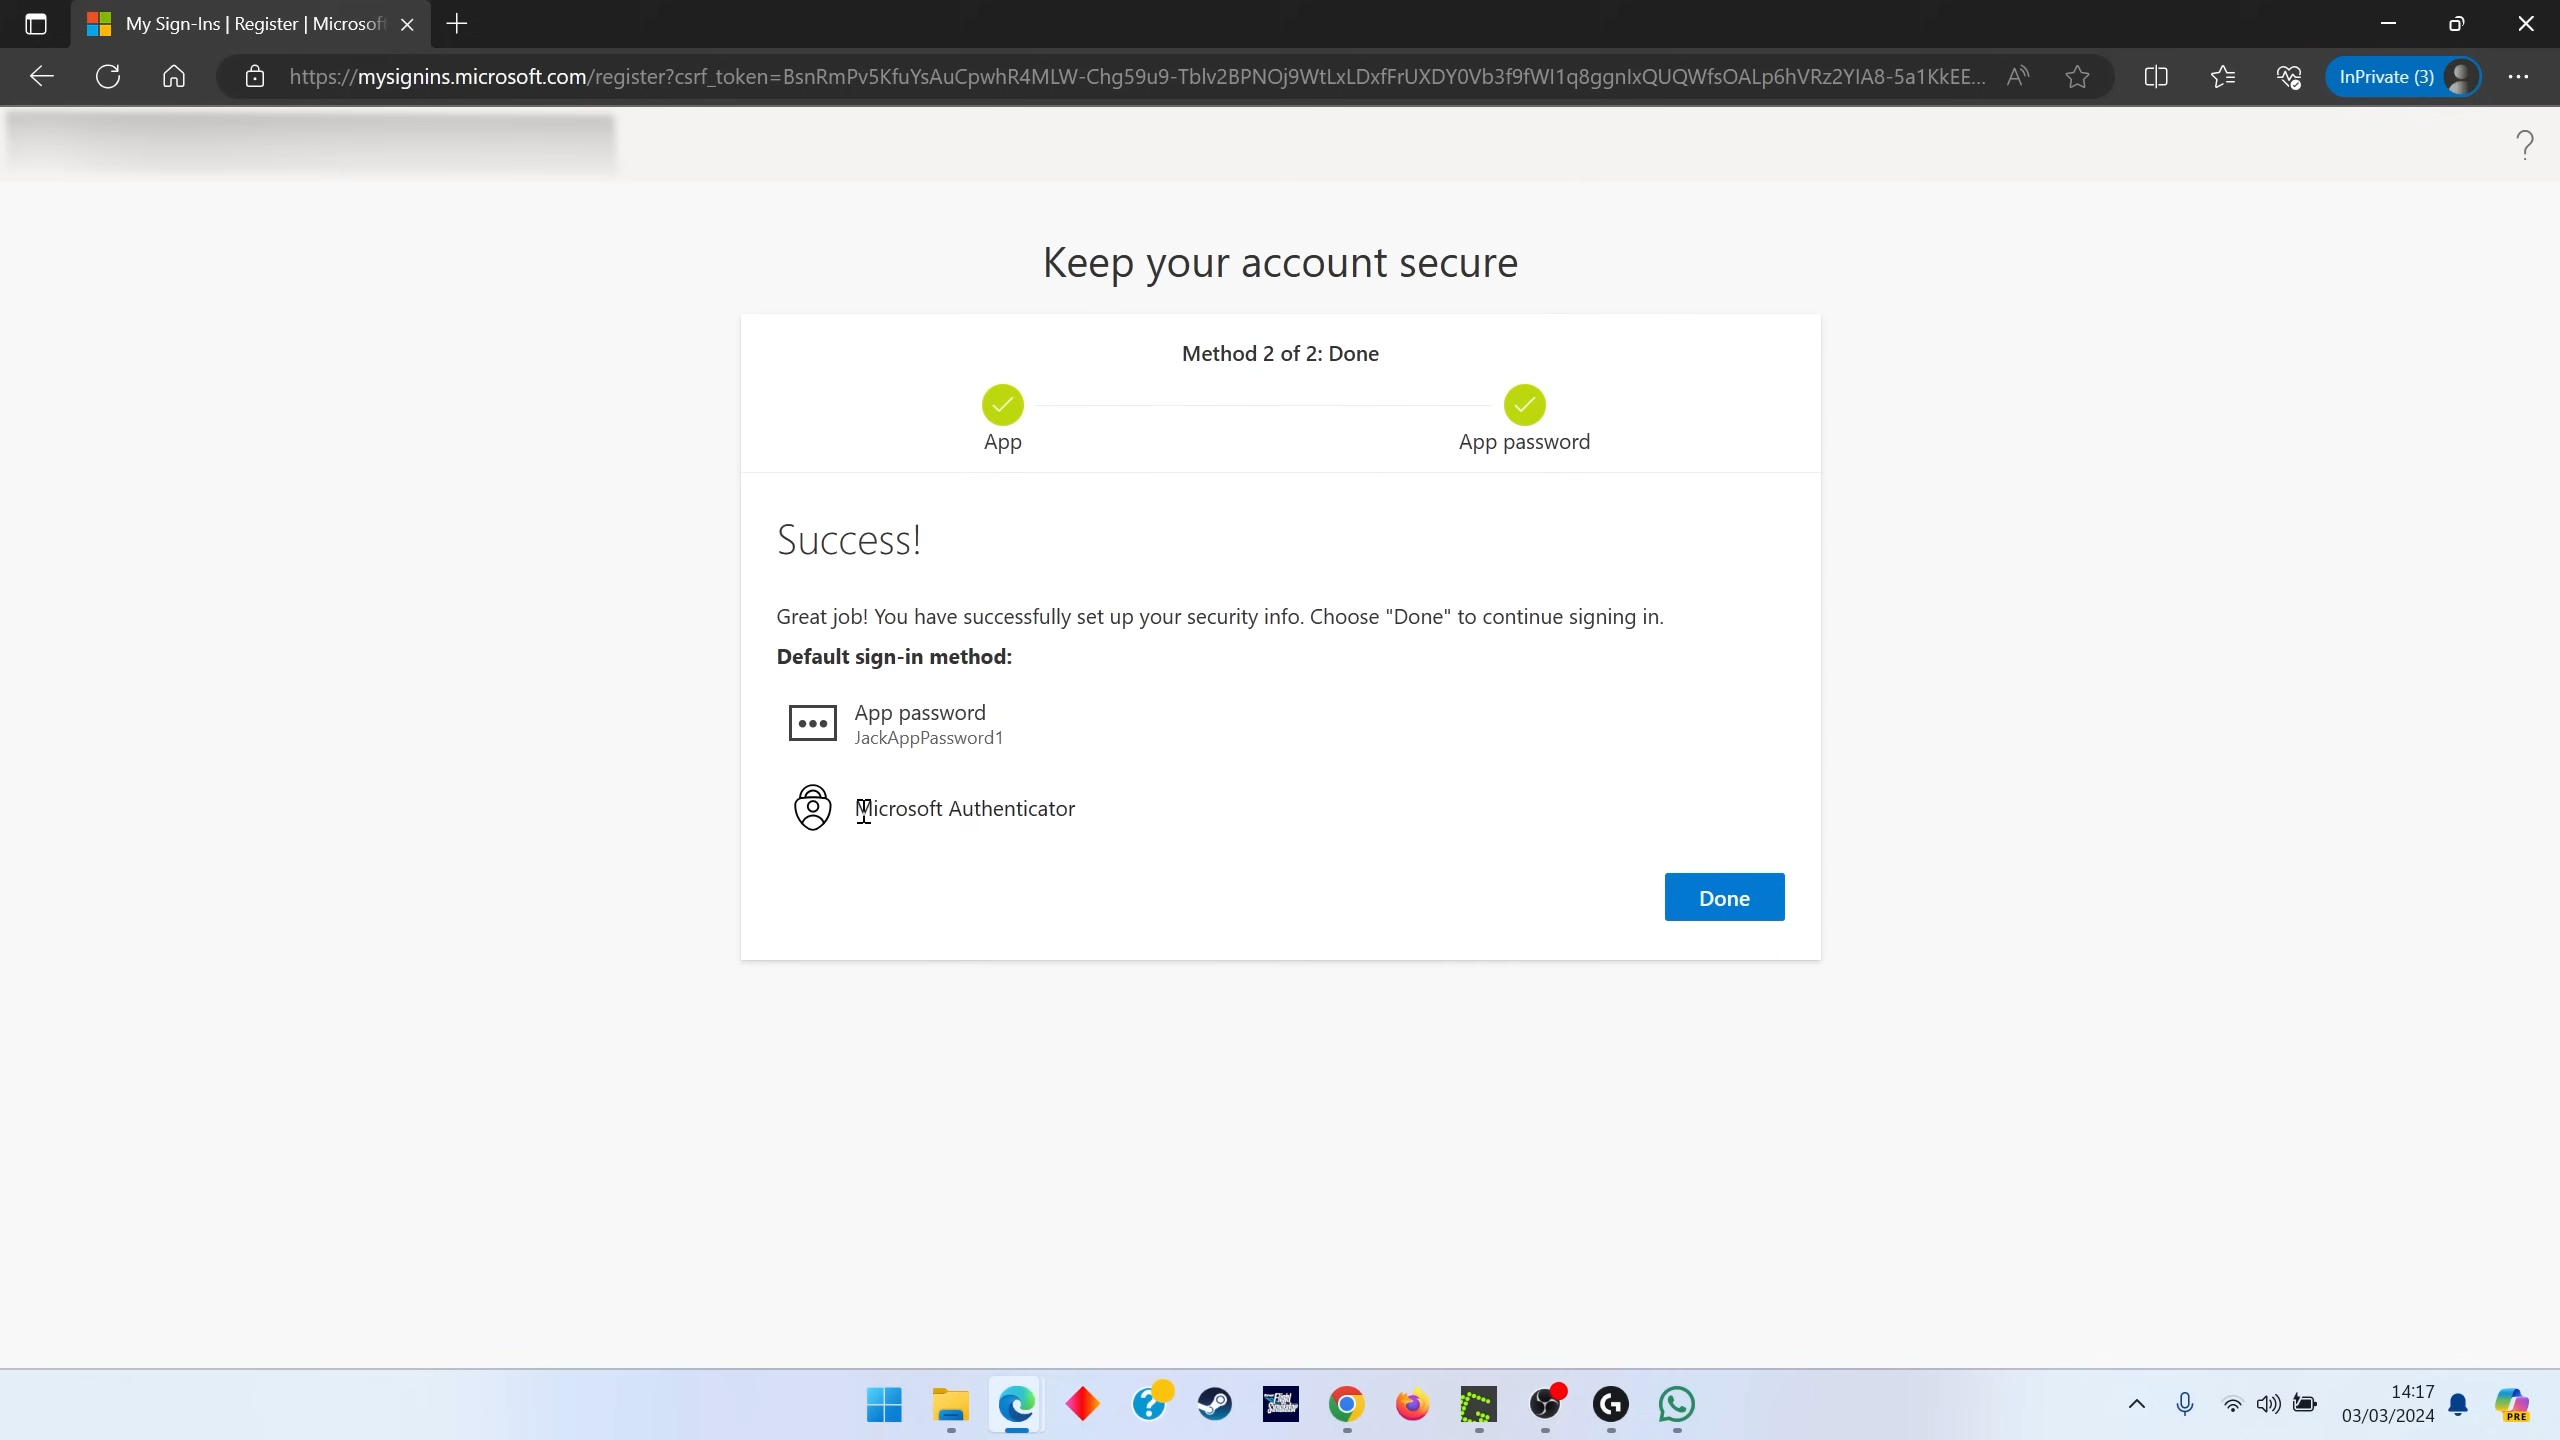 My Sign-Ins | Register | Microsoft
https://mysignins.microsoft.com/register?csrf_token=BsnRmPv5KfuYsAuCpwhR4MLW-Chg59u9-Tblv2BPNOj9WtLxLDxfFrUXDY0Vb3f9fWI1q8ggnIxQUQWfsOALp6hVRz2YIA8-5a1KkEE...
InPrivate (3)
Keep your account secure
Method 2 of 2: Done
App
App password
Success!
Great job! You have successfully set up your security info. Choose "Done" to continue signing in.
Default sign-in method:
App password
JackAppPassword1
Microsoft Authenticator
Done
14:17
03/03/2024
PRE